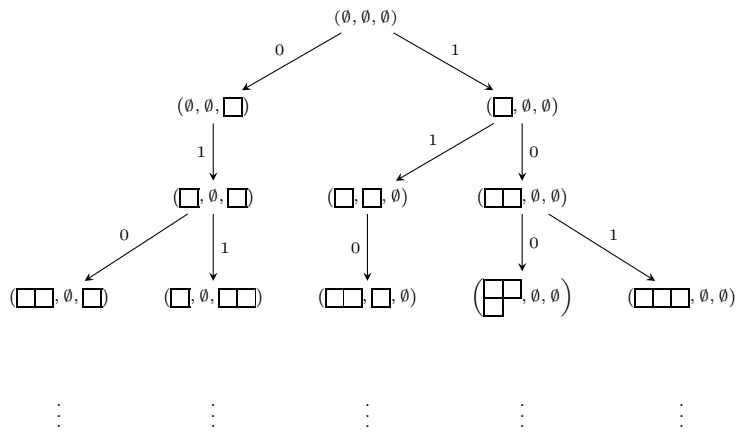 (∅, ∅, ∅)
0 1
(∅, ∅, □) (□, ∅, ∅)
1 1 0
(□, ∅, □) (□, □, ∅) (□□, ∅, ∅)
0 1 0 0 1
(□□, ∅, □) (□, ∅, □□) (□□, □, ∅) ( , ∅, ∅) (□□□, ∅, ∅)
⋮ ⋮ ⋮ ⋮ ⋮